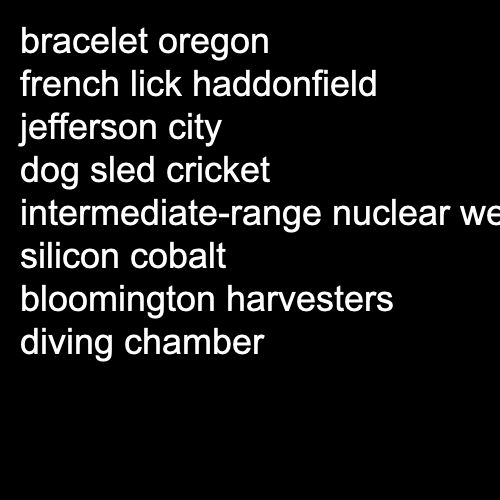 bracelet oregon
french lick haddonfield
jefferson city
dog sled cricket
intermediate-range nuclear
silicon cobalt
bloomington harvesters
diving chamber